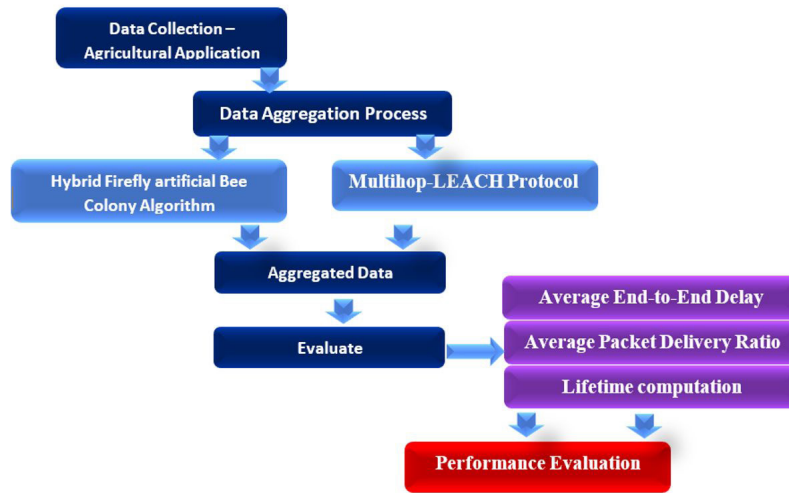 Data Collection –
Agricultural Application
Data Aggregation Process
Hybrid Firefly artificial Bee
Colony Algorithm
Multihop-LEACH Protocol
Aggregated Data
Average End-to-End Delay
Evaluate
Average Packet Delivery Ratio
Lifetime computation
Performance Evaluation